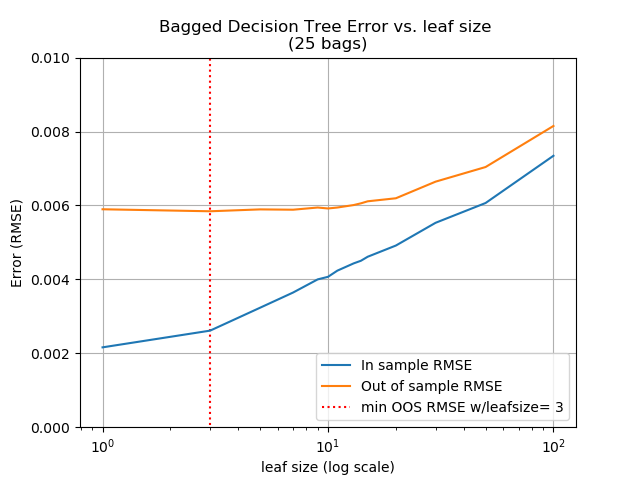 Bagged Decision Tree Error vs. leaf size
(25 bags)
0.010
0.008
0.006
0.004
0.002
0.000
Error (RMSE)
In sample RMSE
Out of sample RMSE
min OOS RMSE w/leafsize= 3
10⁰
10¹
10²
leaf size (log scale)